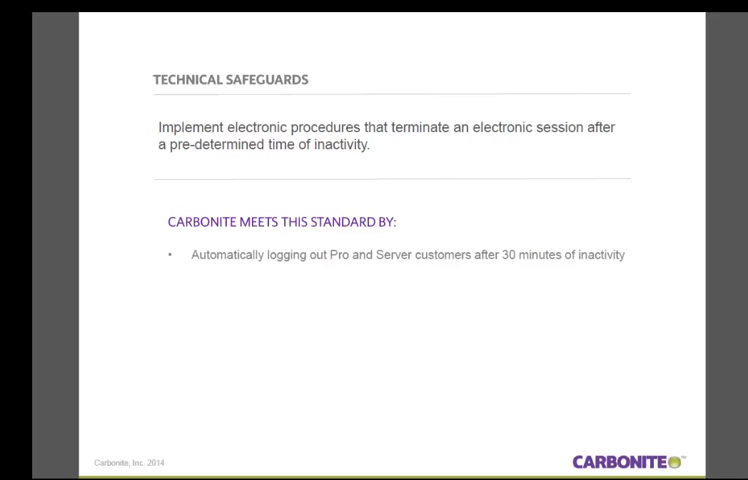 TECHNICAL SAFEGUARDS
Implement electronic procedures that terminate an electronic session after
a pre-determined time of inactivity.
CARBONITE MEETS THIS STANDARD BY:
• Automatically logging out Pro and Server customers after 30 minutes of inactivity
Carbonite, Inc. 2014
CARBONITE